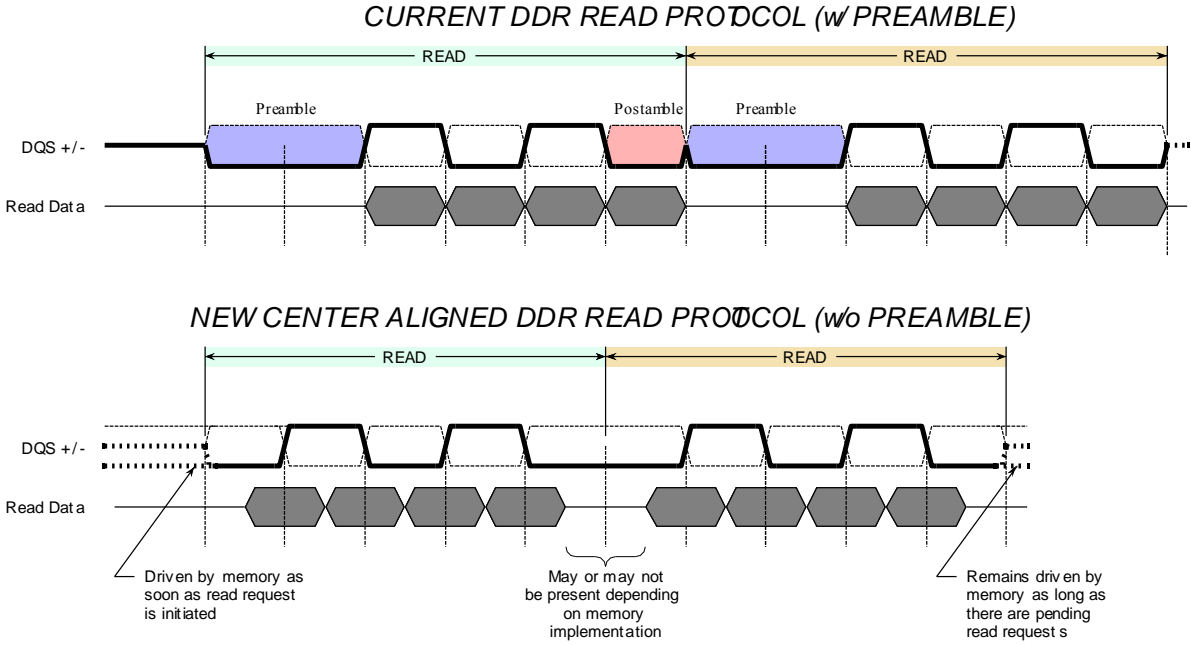 CURRENT DDR READ PROTOCOL (w/ PREAMBLE)
READ READ
Preamble Postamble Preamble
DQS +/-
Read Data
NEW CENTER ALIGNED DDR READ PROTOCOL (w/o PREAMBLE)
READ READ
DQS +/-
Read Data
Driven by memory as
soon as read request
is initiated
May or may not
be present depending
on memory
implementation
Remains driven by
memory as long as
there are pending
read requests